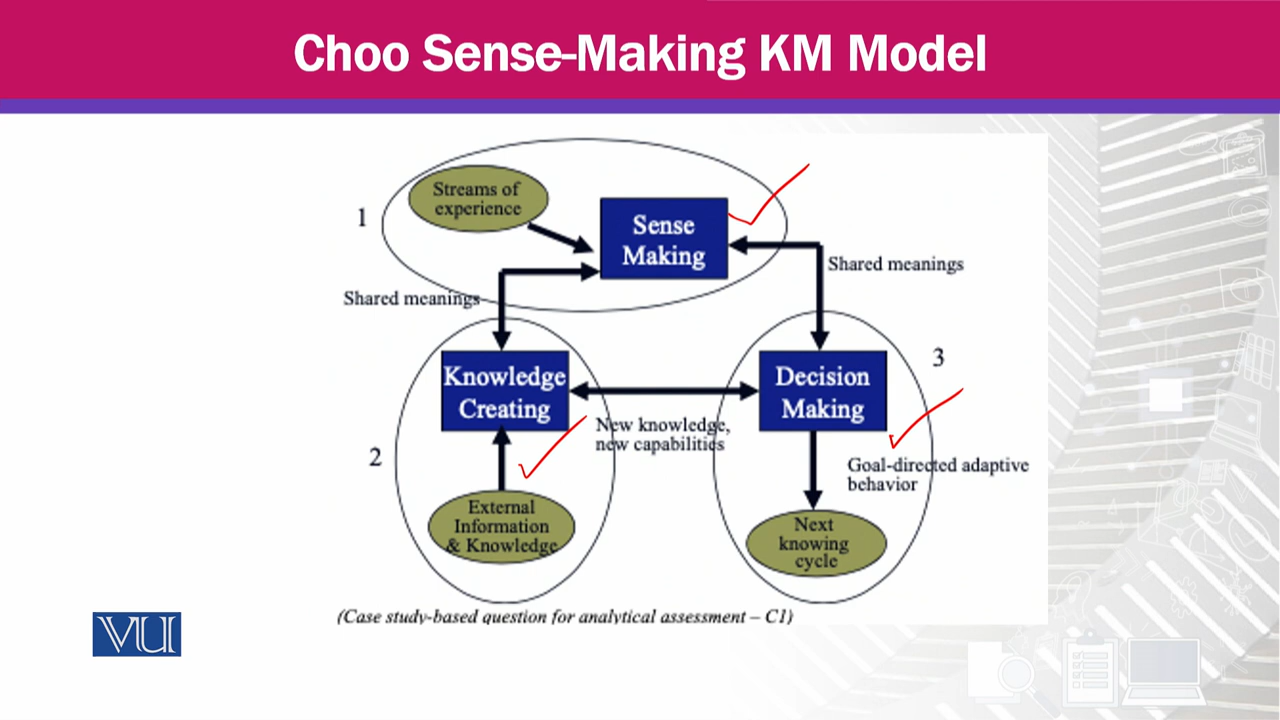 Choo Sense-Making KM Model
Streams of
experience
1
Sense
Making
Shared meanings
Shared meanings
Knowledge
Creating
Decision
Making
3
New knowledge,
new capabilities
2
Goal-directed adaptive
behavior
External
Information
& Knowledge
Next
knowing
cycle
(Case study-based question for analytical assessment – C1)
VU